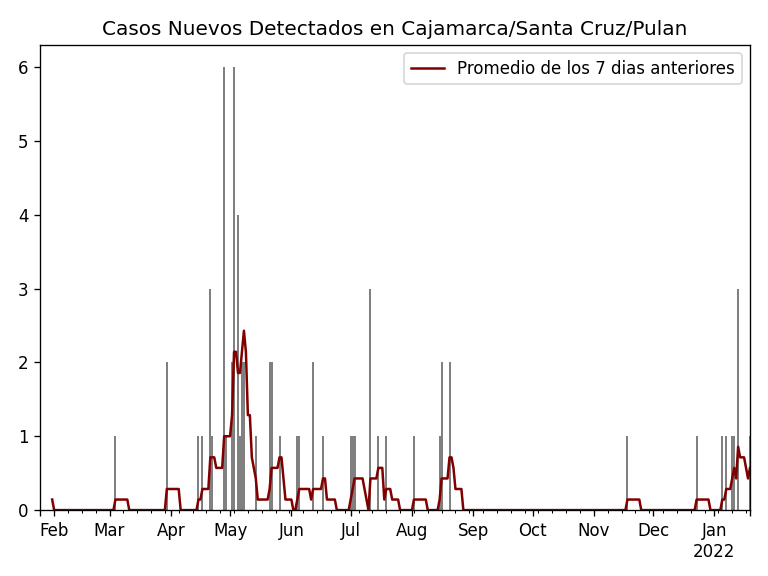 Casos Nuevos Detectados en Cajamarca/Santa Cruz/Pulan
Promedio de los 7 dias anteriores
6
5
4
3
2
1
0
Feb Mar Apr May Jun Jul Aug Sep Oct Nov Dec Jan
2022